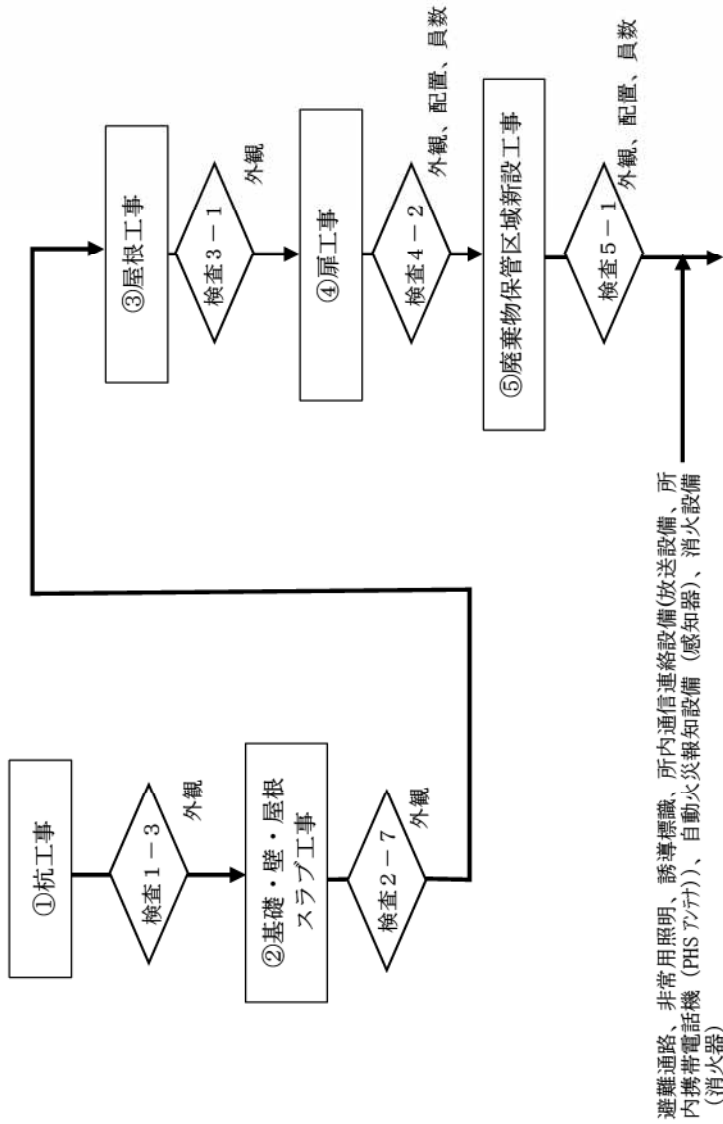 ①杭工事
検査1－3
外観
②基礎・壁・屋根
スラブ工事
検査2－7
外観
③屋根工事
検査3－1
外観
④扉工事
検査4－2
外観、配置、員数
⑤廃棄物保管区域新設工事
検査5－1
外観、配置、員数
避難通路、非常用照明、誘導標識、所内通信連絡設備(放送設備、所
内携帯電話機（PHS アンテナ))、自動火災報知設備（感知器）、消火設備
（消火器）